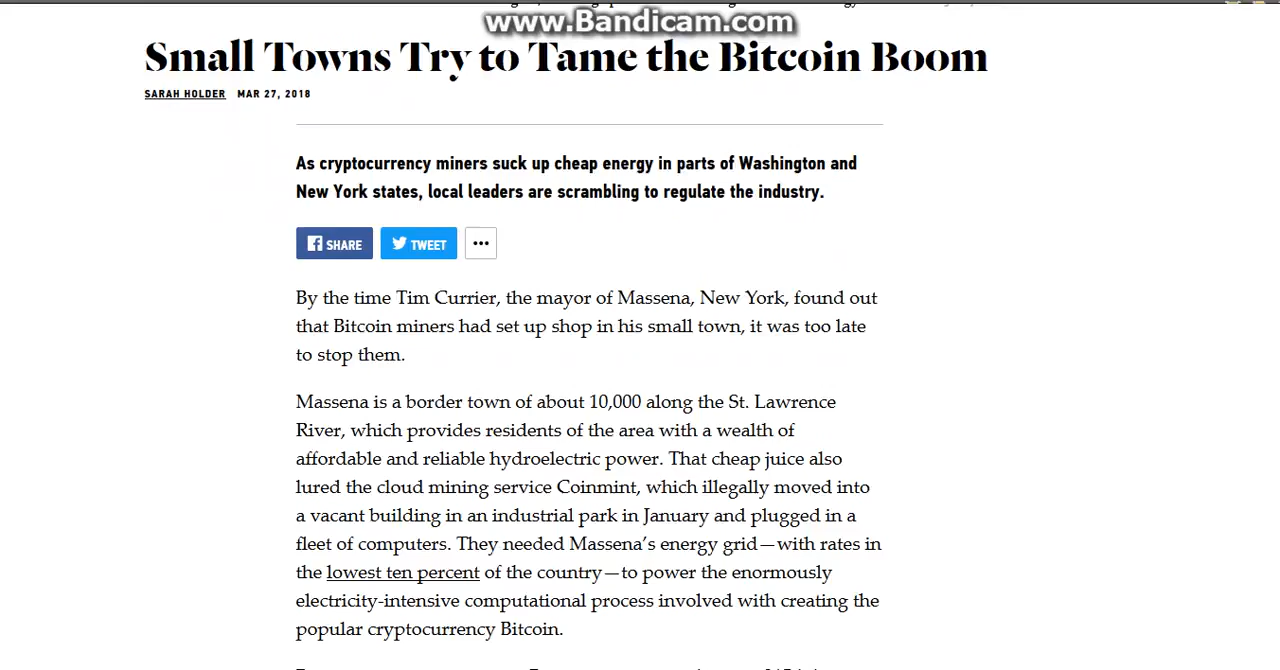 www.Bandicam.com
Small Towns Try to Tame the Bitcoin Boom
SARAH HOLDER MAR 27, 2018
As cryptocurrency miners suck up cheap energy in parts of Washington and
New York states, local leaders are scrambling to regulate the industry.
SHARE TWEET •••
By the time Tim Currier, the mayor of Massena, New York, found out
that Bitcoin miners had set up shop in his small town, it was too late
to stop them.
Massena is a border town of about 10,000 along the St. Lawrence
River, which provides residents of the area with a wealth of
affordable and reliable hydroelectric power. That cheap juice also
lured the cloud mining service Coinmint, which illegally moved into
a vacant building in an industrial park in January and plugged in a
fleet of computers. They needed Massena’s energy grid—with rates in
the lowest ten percent of the country—to power the enormously
electricity-intensive computational process involved with creating the
popular cryptocurrency Bitcoin.